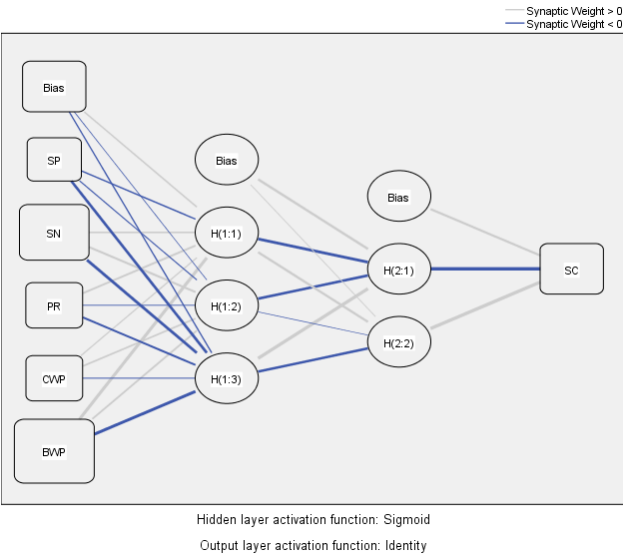 Synaptic Weight > 0
Synaptic Weight < 0
Bias
SP
Bias
Bias
SN
H(1:1)
H(2:1)
SC
PR
H(1:2)
H(2:2)
CWP
H(1:3)
BWP
Hidden layer activation function: Sigmoid
Output layer activation function: Identity